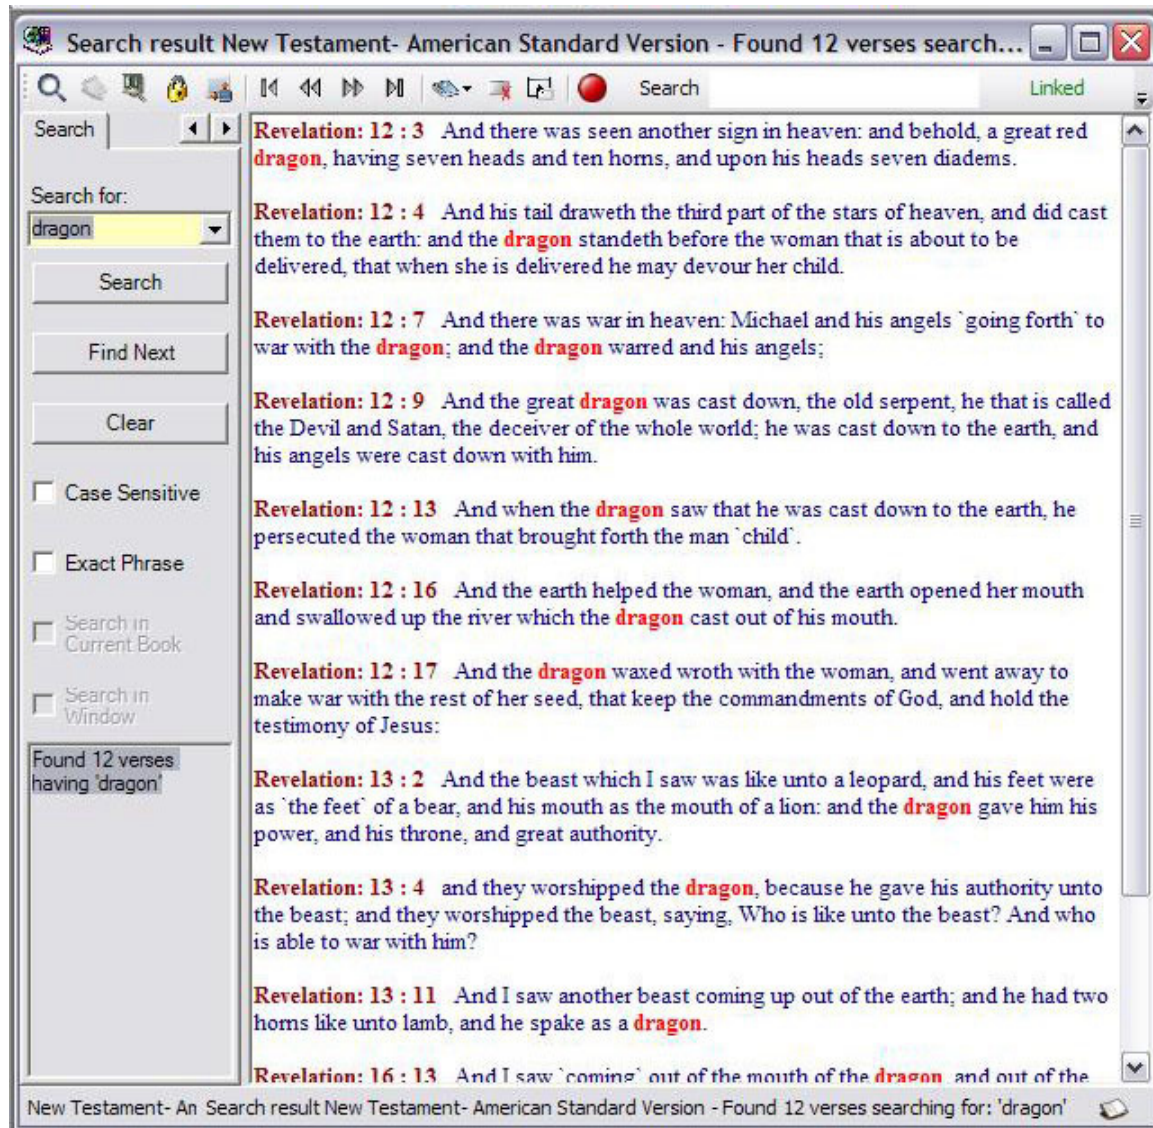 Search result New Testament- American Standard Version - Found 12 verses search...
Search
Linked
Search
Search for:
dragon
Search
Find Next
Clear
Case Sensitive
Exact Phrase
Search in
Current Book
Search in
Window
Found 12 verses
having 'dragon'
Revelation: 12 : 3 And there was seen another sign in heaven: and behold, a great red
dragon, having seven heads and ten horns, and upon his heads seven diadems.
Revelation: 12 : 4 And his tail draweth the third part of the stars of heaven, and did cast
them to the earth: and the dragon standeth before the woman that is about to be
delivered, that when she is delivered he may devour her child.
Revelation: 12 : 7 And there was war in heaven: Michael and his angels `going forth` to
war with the dragon; and the dragon warred and his angels;
Revelation: 12 : 9 And the great dragon was cast down, the old serpent, he that is called
the Devil and Satan, the deceiver of the whole world; he was cast down to the earth, and
his angels were cast down with him.
Revelation: 12 : 13 And when the dragon saw that he was cast down to the earth, he
persecuted the woman that brought forth the man `child`.
Revelation: 12 : 16 And the earth helped the woman, and the earth opened her mouth
and swallowed up the river which the dragon cast out of his mouth.
Revelation: 12 : 17 And the dragon waxed wroth with the woman, and went away to
make war with the rest of her seed, that keep the commandments of God, and hold the
testimony of Jesus:
Revelation: 13 : 2 And the beast which I saw was like unto a leopard, and his feet were
as `the feet` of a bear, and his mouth as the mouth of a lion: and the dragon gave him his
power, and his throne, and great authority.
Revelation: 13 : 4 and they worshipped the dragon, because he gave his authority unto
the beast; and they worshipped the beast, saying, Who is like unto the beast? And who
is able to war with him?
Revelation: 13 : 11 And I saw another beast coming up out of the earth; and he had two
horns like unto lamb, and he spake as a dragon.
Revelation: 16 : 13 And I saw `coming` out of the mouth of the dragon, and out of the
New Testament- An Search result New Testament- American Standard Version - Found 12 verses searching for: 'dragon'